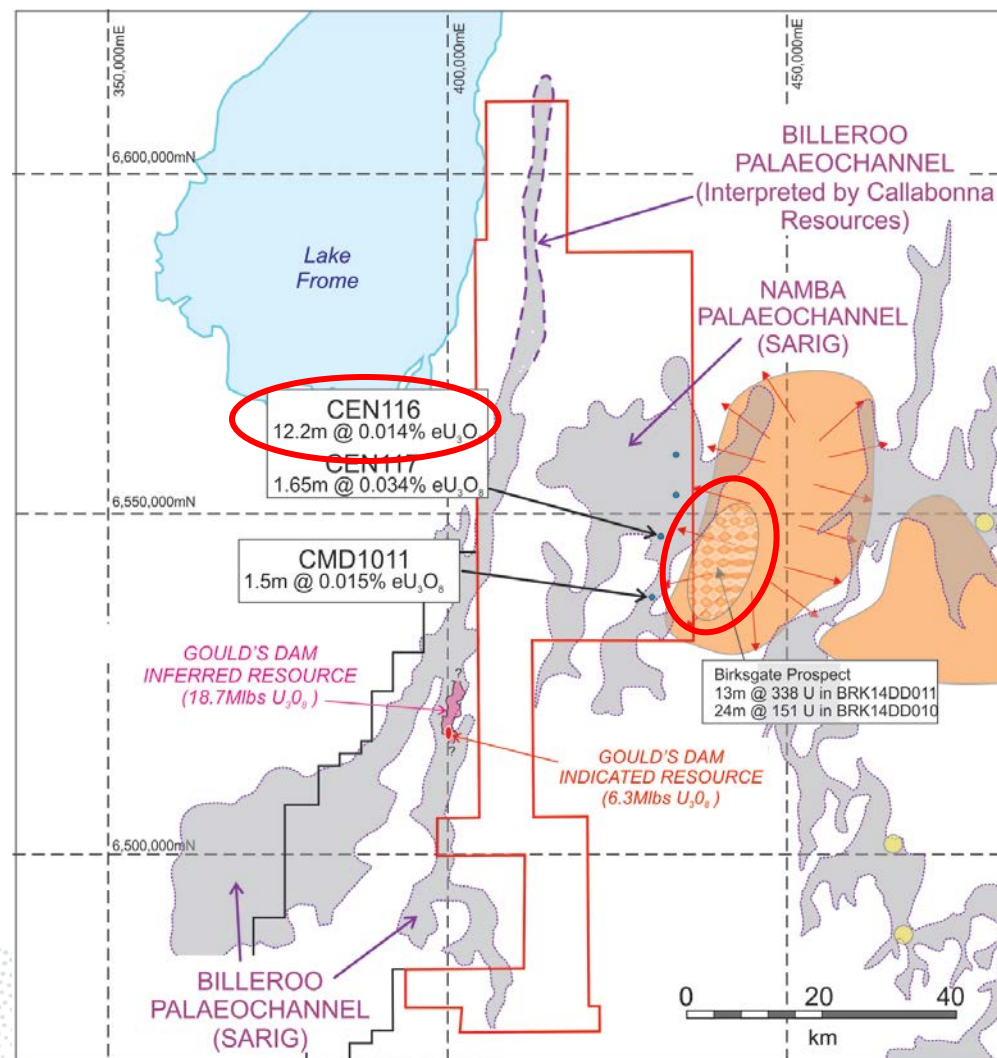 350,000mE
400,000mE
450,000mE
6,600,000mN
BILLEROO
PALAEOCHANNEL
(Interpreted by Callabonna
Resources)
Lake
Frome
NAMBA
PALAEOCHANNEL
(SARIG)
CEN116
12.2m @ 0.014% eU₃O
CEN117
1.65m @ 0.034% eU₃O₈
6,550,000mN
CMD1011
1.5m @ 0.015% eU₃O₈
GOULD'S DAM
INFERRED RESOURCE
(18.7Mlbs U₃0₈ )
?
?
Birksgate Prospect
13m @ 338 U in BRK14DD011
24m @ 151 U in BRK14DD010
GOULD'S DAM
INDICATED RESOURCE
(6.3Mlbs U₃0₈ )
6,500,000mN
BILLEROO
PALAEOCHANNEL
(SARIG)
0 20 40
km